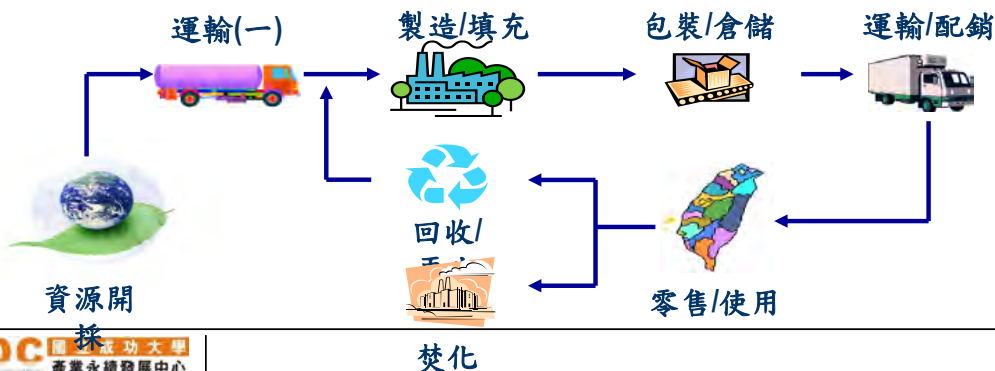 運輸(一)
製造/填充
包裝/倉儲
運輸/配銷
回收/
零售/使用
資源開
採
焚化
國立成功大學
產業永續發展中心